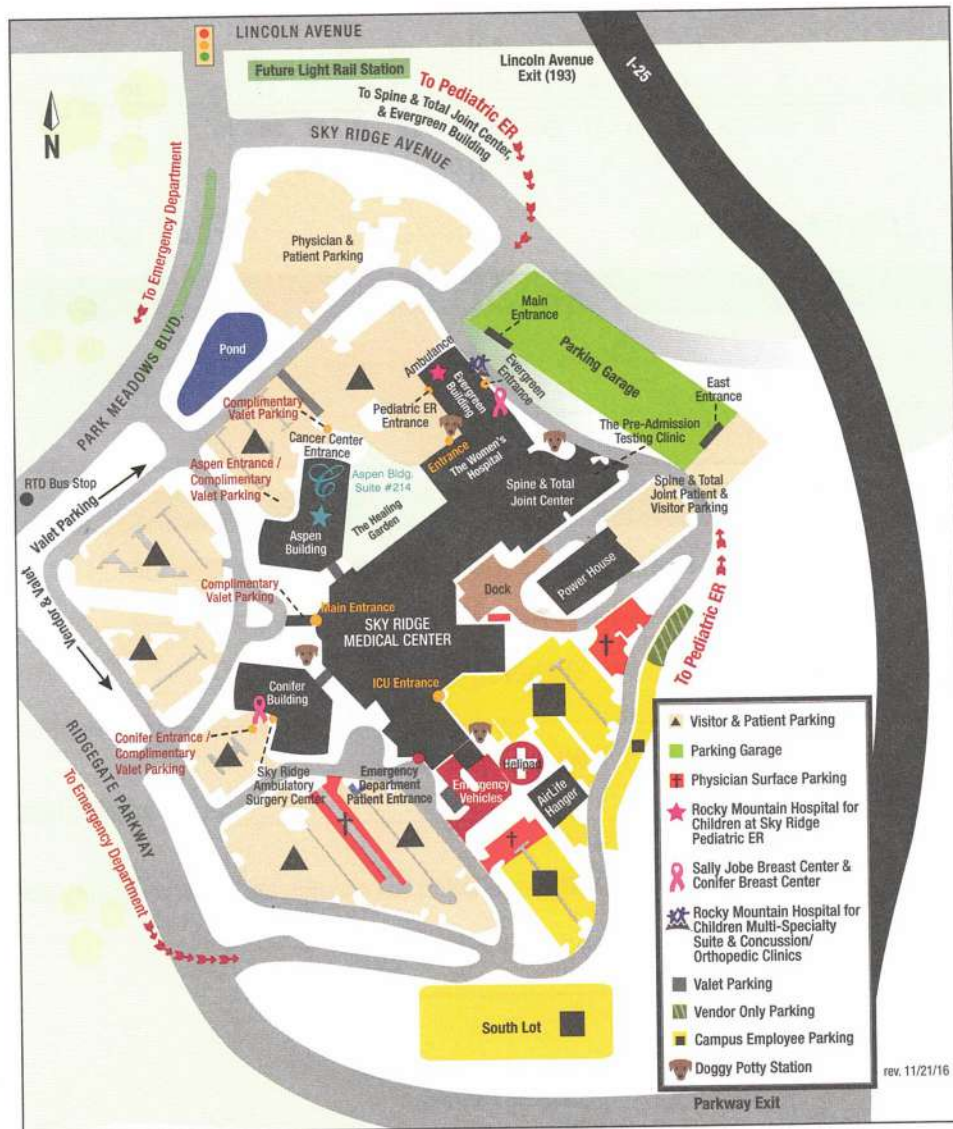 LINCOLN AVENUE
Future Light Rail Station
Lincoln Avenue
Exit (193)
I-25
To Pediatric ER
To Spine & Total Joint Center,
& Evergreen Building
N
SKY RIDGE AVENUE
To Emergency Department
PARK MEADOWS BLVD.
Physician &
Patient Parking
Pond
Main
Entrance
Parking Garage
East
Entrance
Ambulance
Evergreen
Building
Evergreen
Entrance
Complimentary
Valet Parking
Pediatric ER
Entrance
Cancer Center
Entrance
Entrance
The Women's
Hospital
The Pre-Admission
Testing Clinic
Aspen Entrance /
Complimentary
Valet Parking
C
Aspen Bldg.
Suite #214
Spine & Total
Joint Center
Spine & Total
Joint Patient &
Visitor Parking
RTD Bus Stop
Valet Parking
The Healing
Garden
Aspen
Building
Power House
Dock
Vendor & Valet
Complimentary
Valet Parking
Main Entrance
SKY RIDGE
MEDICAL CENTER
To Pediatric ER
ICU Entrance
Conifer
Building
Conifer Entrance /
Complimentary
Valet Parking
Sky Ridge
Ambulatory
Surgery Center
Emergency
Department
Patient Entrance
Emergency
Vehicles
Helipad
AirLife
Hanger
RIDGEGATE PARKWAY
To Emergency Department
South Lot
Visitor & Patient Parking
Parking Garage
Physician Surface Parking
Rocky Mountain Hospital for
Children at Sky Ridge
Pediatric ER
Sally Jobe Breast Center &
Conifer Breast Center
Rocky Mountain Hospital for
Children Multi-Specialty
Suite & Concussion/
Orthopedic Clinics
Valet Parking
Vendor Only Parking
Campus Employee Parking
Doggy Potty Station
rev. 11/21/16
Parkway Exit